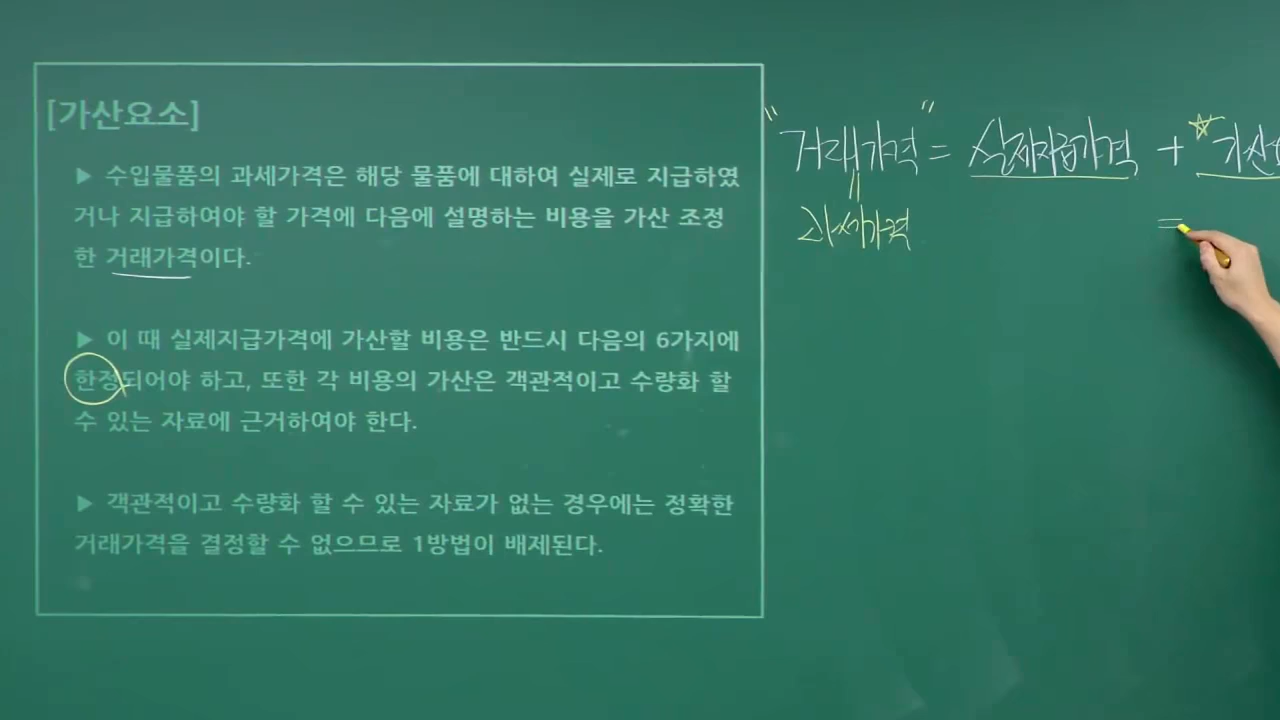 [가산요소]
▶ 수입물품의 과세가격은 해당 물품에 대하여 실제로 지급하였
거나 지급하여야 할 가격에 다음에 설명하는 비용을 가산 조정
한 거래가격이다.
▶ 이 때 실제지급가격에 가산할 비용은 반드시 다음의 6가지에
한정되어야 하고, 또한 각 비용의 가산은 객관적이고 수량화 할
수 있는 자료에 근거하여야 한다.
▶ 객관적이고 수량화 할 수 있는 자료가 없는 경우에는 정확한
거래가격을 결정할 수 없으므로 1방법이 배제된다.
"거래가격" = 실제지급가격 + ☆가산
=
과세가격
=